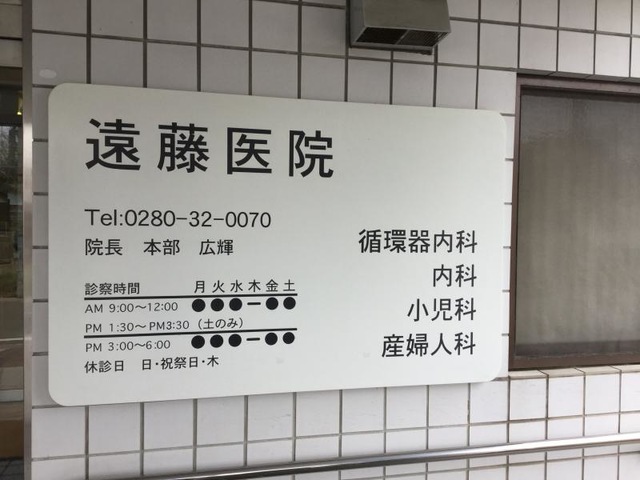 遠藤医院
Tel:0280-32-0070
院長　本部　広輝
診察時間　月火水木金土
AM 9:00〜12:00 ●●●ー●●
PM 1:30〜PM3:30（土のみ）
PM 3:00〜6:00 ●●●ー●●
休診日　日・祝祭日・木
循環器内科
内科
小児科
産婦人科